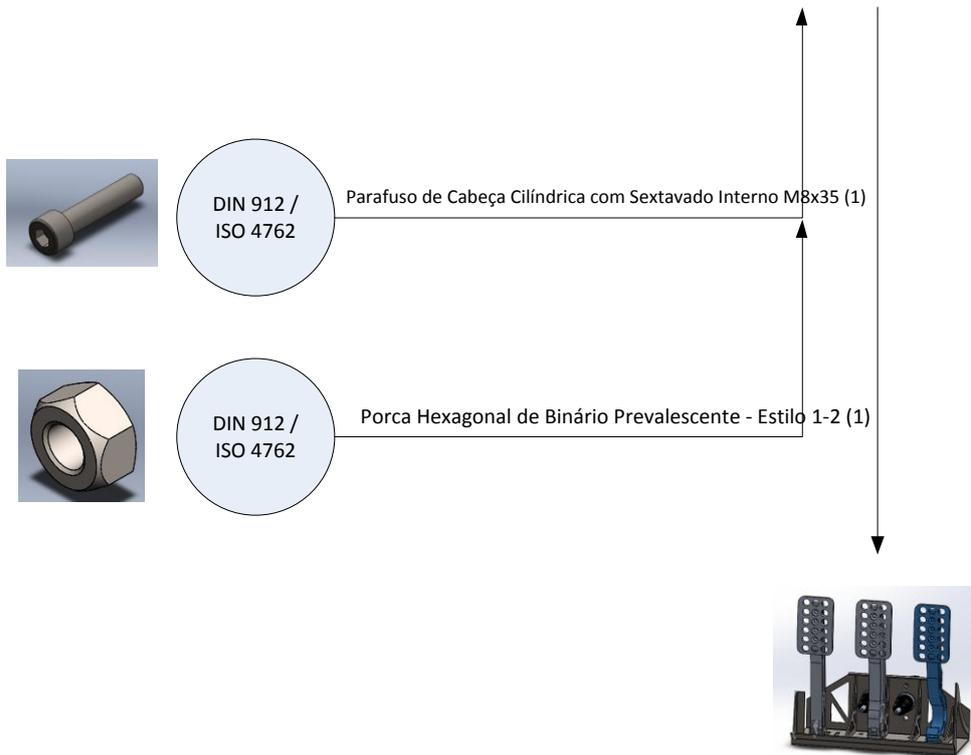 DIN 912 /
ISO 4762
Parafuso de Cabeça Cilíndrica com Sextavado Interno M8x35 (1)
DIN 912 /
ISO 4762
Porca Hexagonal de Binário Prevalescente - Estilo 1-2 (1)